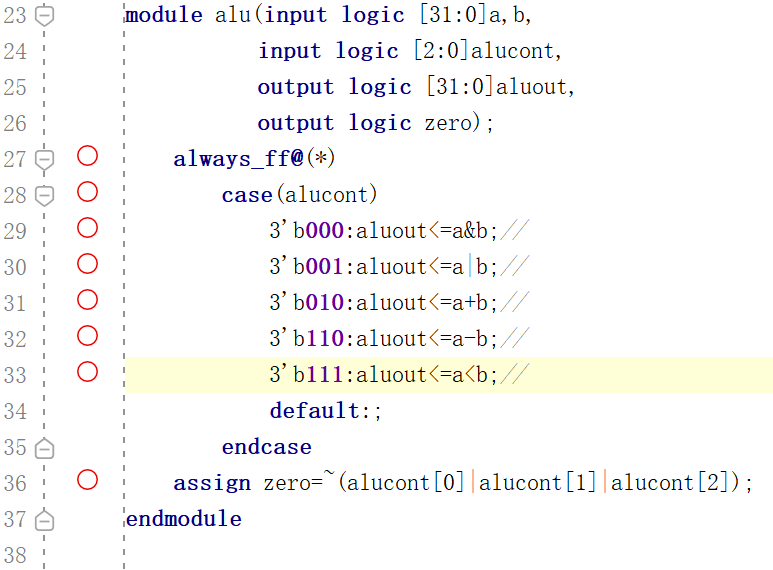 23 module alu(input logic [31:0]a,b,
24 input logic [2:0]alucont,
25 output logic [31:0]aluout,
26 output logic zero);
27 always_ff@(*)
28 case(alucont)
29 3'b000:aluout<=a&b;//
30 3'b001:aluout<=a|b;//
31 3'b010:aluout<=a+b;//
32 3'b110:aluout<=a-b;//
33 3'b111:aluout<=a<b;//
34 default:;
35 endcase
36 assign zero=~(alucont[0]|alucont[1]|alucont[2]);
37 endmodule
38